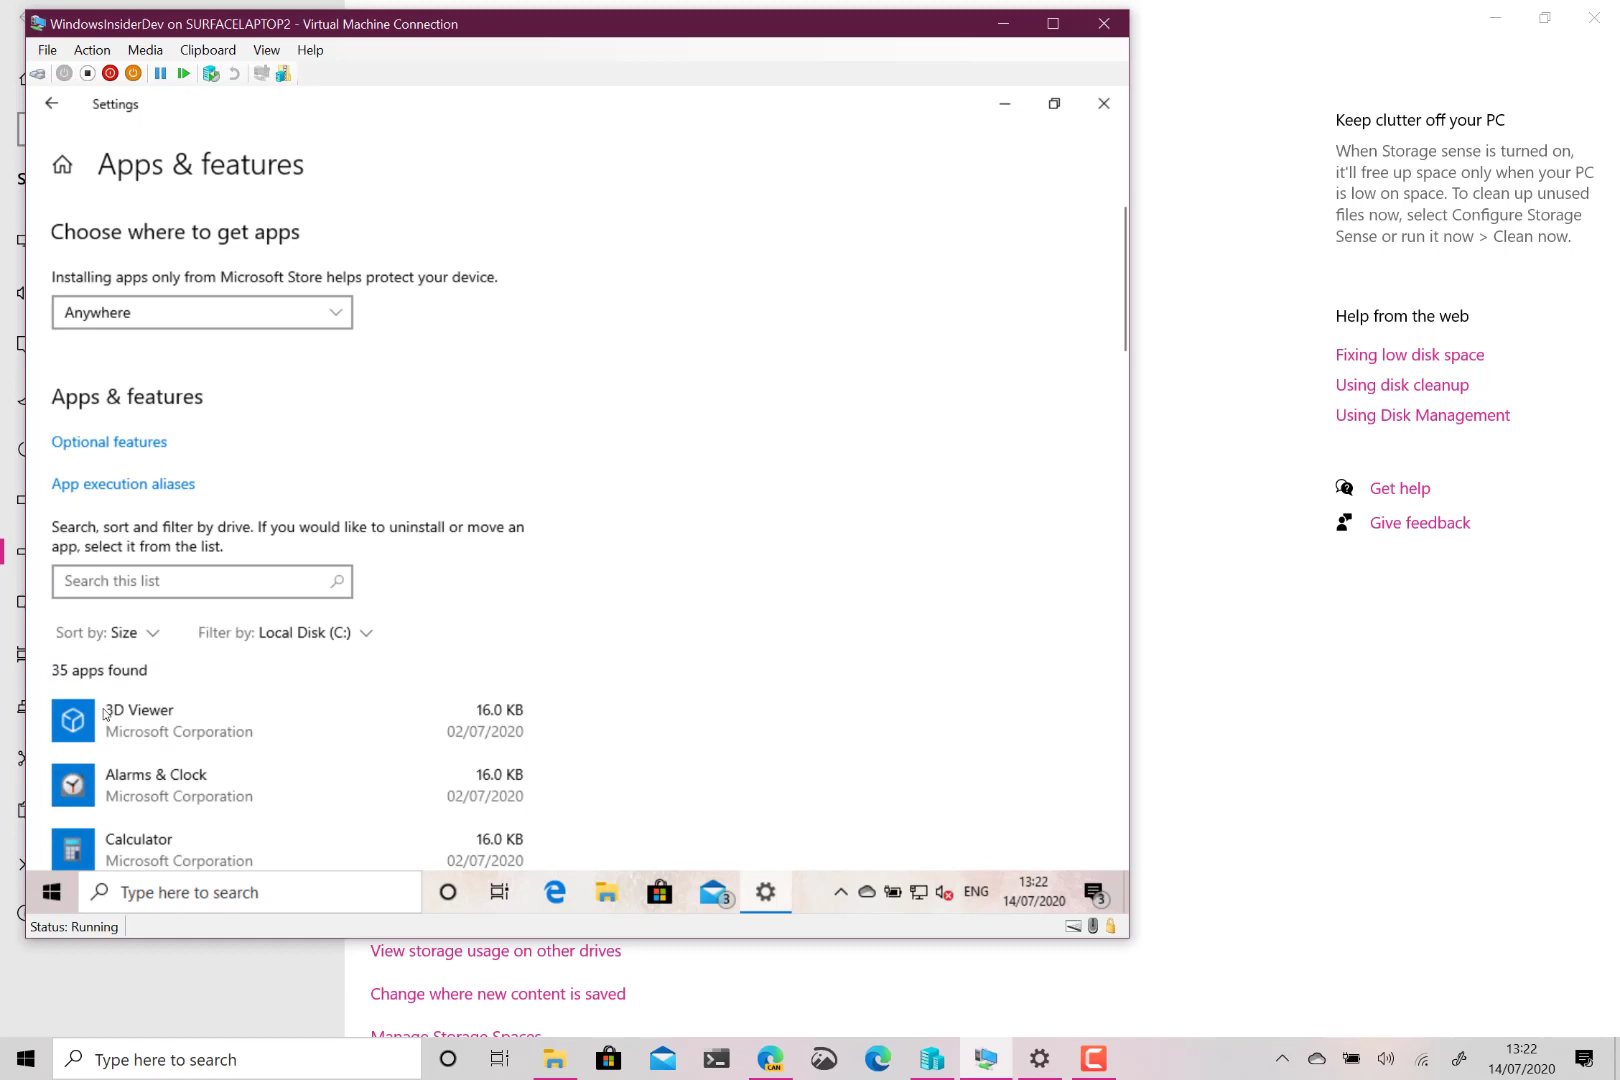 WindowsInsiderDev on SURFACELAPTOP2 - Virtual Machine Connection
File Action Media Clipboard View Help
Settings
Apps & features
Choose where to get apps
Installing apps only from Microsoft Store helps protect your device.
Anywhere
Apps & features
Optional features
App execution aliases
Search, sort and filter by drive. If you would like to uninstall or move an
app, select it from the list.
Search this list
Sort by: Size Filter by: Local Disk (C:)
35 apps found
3D Viewer 16.0 KB
Microsoft Corporation 02/07/2020
Alarms & Clock 16.0 KB
Microsoft Corporation 02/07/2020
Calculator 16.0 KB
Microsoft Corporation 02/07/2020
Type here to search
3
ENG
13:22
14/07/2020
3
Status: Running
Keep clutter off your PC
When Storage sense is turned on,
it'll free up space only when your PC
is low on space. To clean up unused
files now, select Configure Storage
Sense or run it now > Clean now.
Help from the web
Fixing low disk space
Using disk cleanup
Using Disk Management
Get help
Give feedback
View storage usage on other drives
Change where new content is saved
Manage Storage Spaces
Type here to search
CAN
13:22
14/07/2020